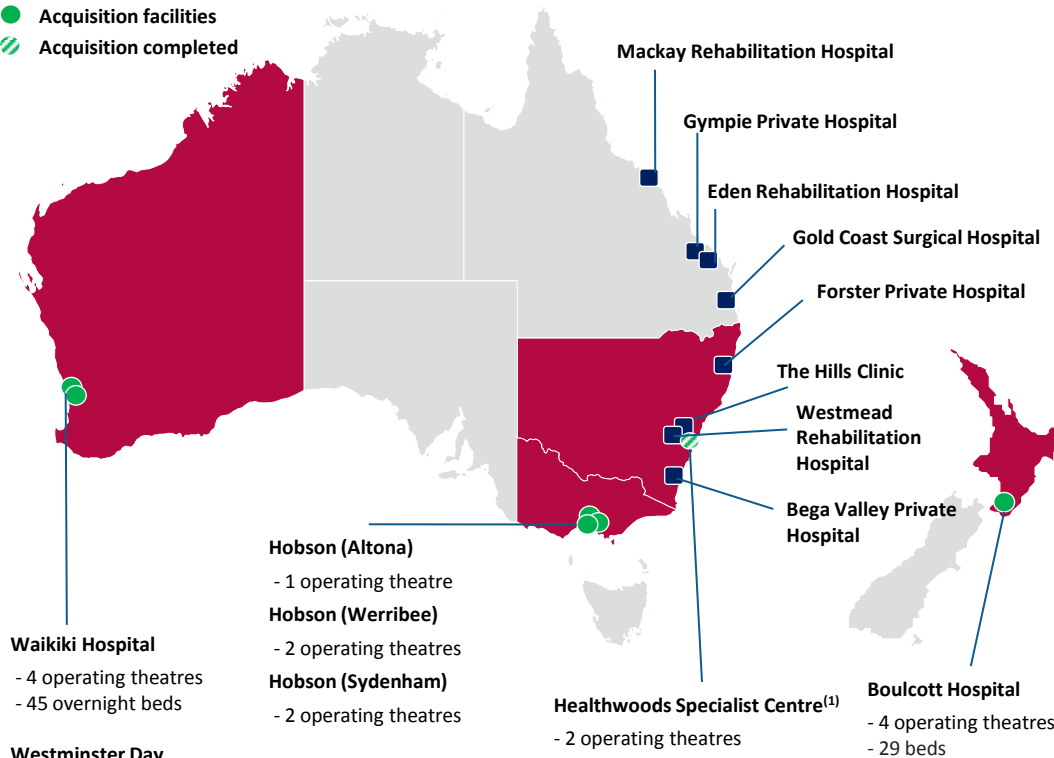 Acquisition facilities
Acquisition completed
Mackay Rehabilitation Hospital
Gympie Private Hospital
Eden Rehabilitation Hospital
Gold Coast Surgical Hospital
Forster Private Hospital
The Hills Clinic
Westmead
Rehabilitation
Hospital
Bega Valley Private
Hospital
Hobson (Altona)
- 1 operating theatre
Hobson (Werribee)
- 2 operating theatres
Hobson (Sydenham)
- 2 operating theatres
Waikiki Hospital
- 4 operating theatres
- 45 overnight beds
Westminster Day
Healthwoods Specialist Centre(1)
- 2 operating theatres
Boulcott Hospital
- 4 operating theatres
- 29 beds